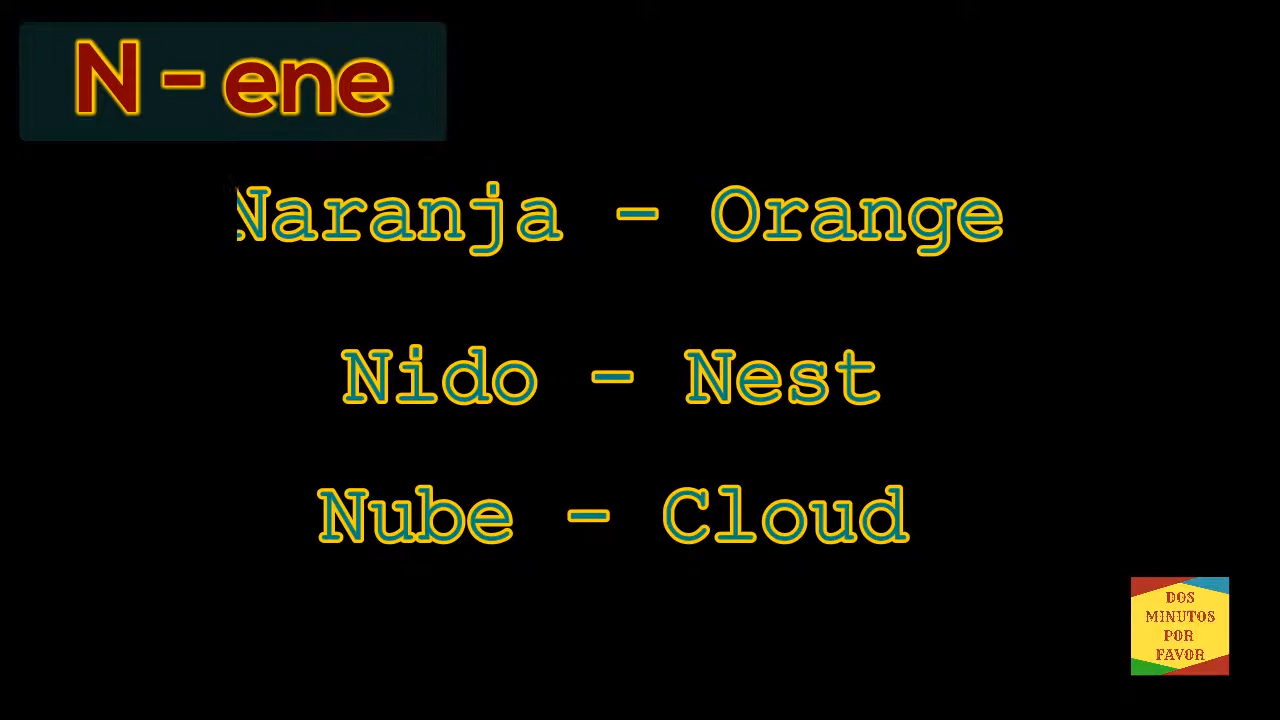 N - ene
Naranja - Orange
Nido - Nest
Nube - Cloud
DOS
MINUTOS
POR
FAVOR